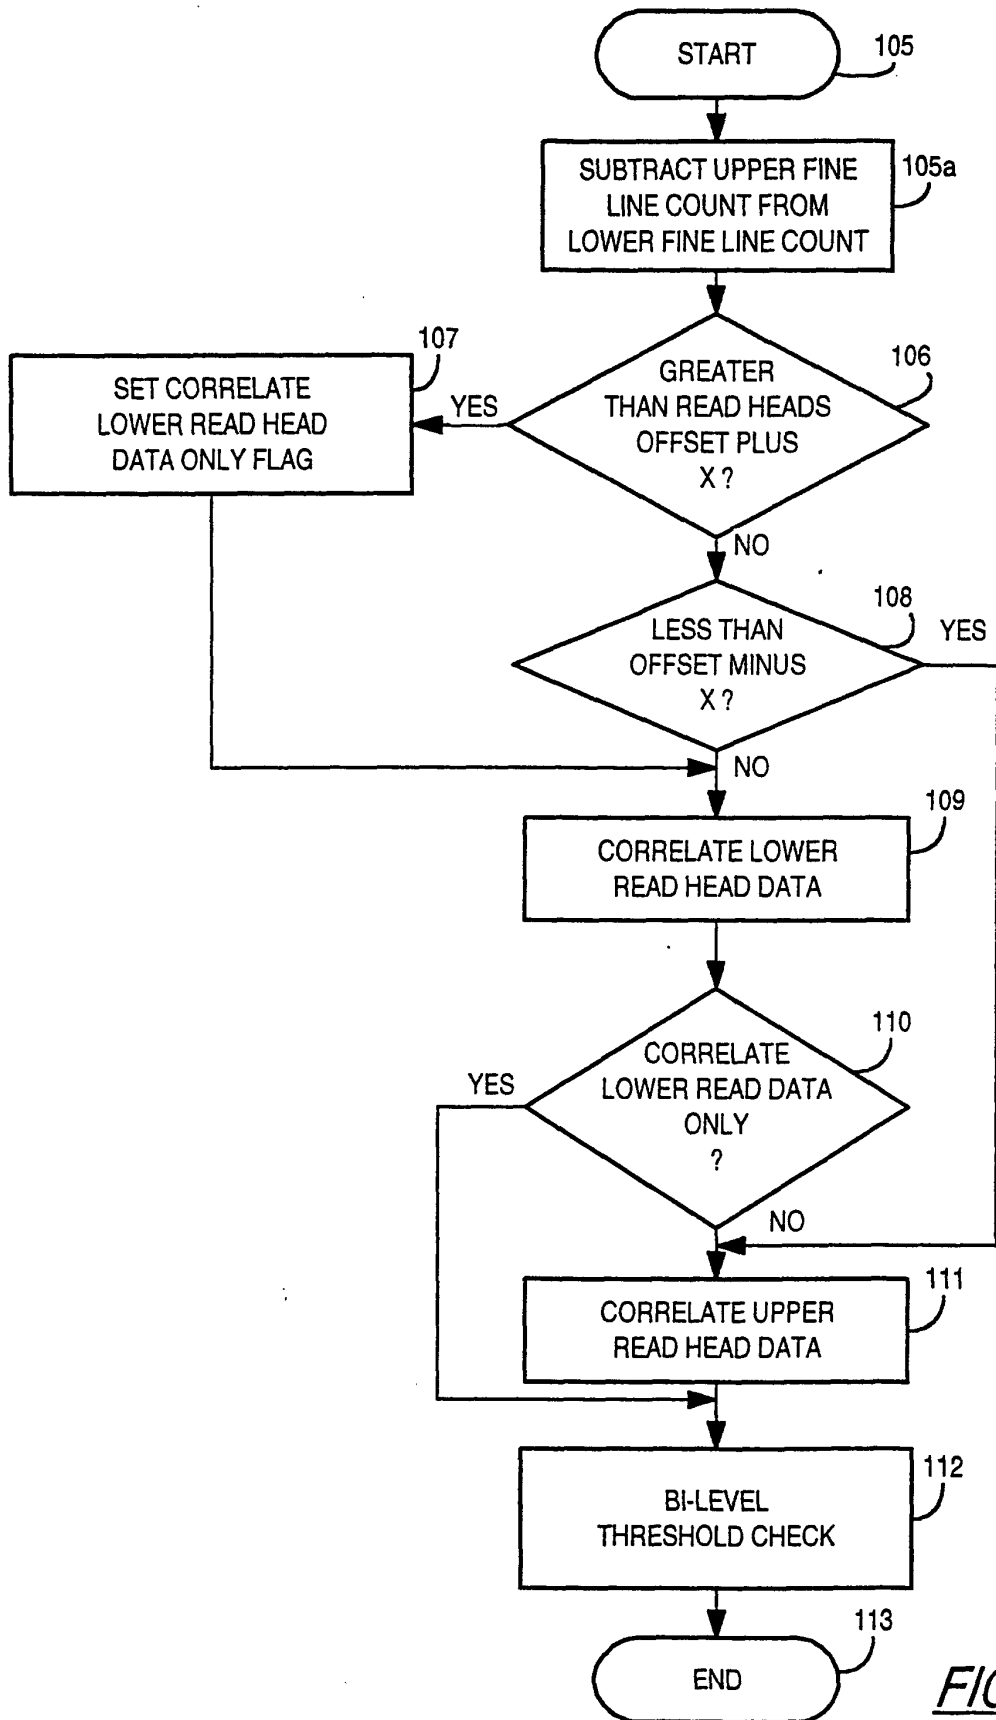 START
105
SUBTRACT UPPER FINE
LINE COUNT FROM
LOWER FINE LINE COUNT
105a
107
SET CORRELATE
LOWER READ HEAD
DATA ONLY FLAG
YES
GREATER
THAN READ HEADS
OFFSET PLUS
X ?
106
NO
108
LESS THAN
OFFSET MINUS
X ?
YES
NO
109
CORRELATE LOWER
READ HEAD DATA
110
CORRELATE
LOWER READ DATA
ONLY
?
YES
NO
111
CORRELATE UPPER
READ HEAD DATA
112
BI-LEVEL
THRESHOLD CHECK
113
END